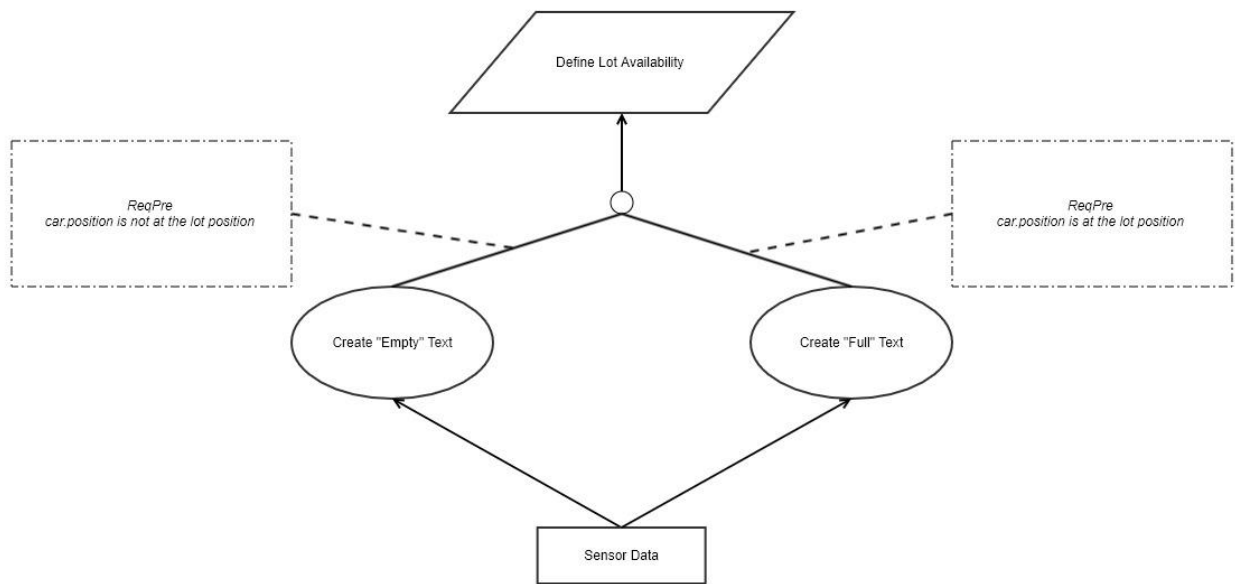 Define Lot Availability
ReqPre
car.position is not at the lot position
ReqPre
car.position is at the lot position
Create "Empty" Text
Create "Full" Text
Sensor Data